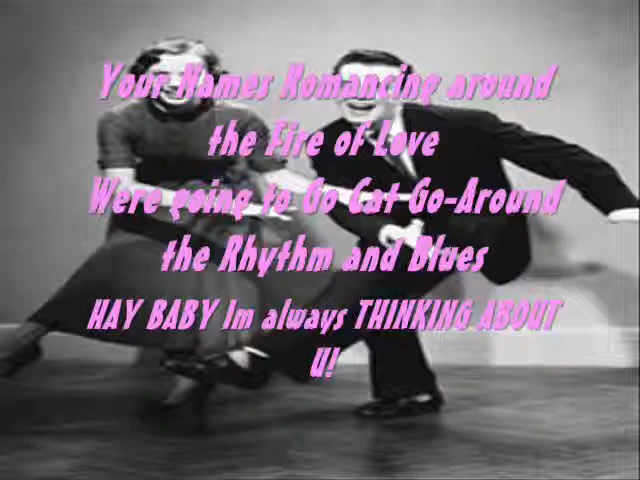 Your Names Romancing around
the Fire of Love
Were going to Go Cat Go-Around
the Rhythm and Blues
HAY BABY Im always THINKING ABOUT
U!